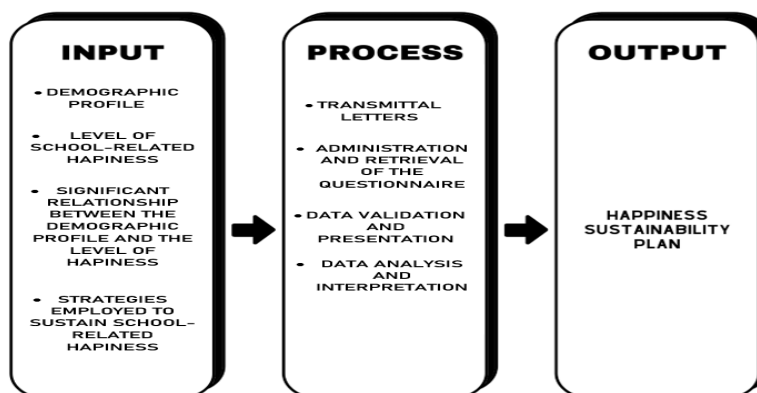 INPUT
• DEMOGRAPHIC
PROFILE
• LEVEL OF
SCHOOL-RELATED
HAPINESS
• SIGNIFICANT
RELATIONSHIP
BETWEEN THE
DEMOGRAPHIC
PROFILE AND THE
LEVEL OF
HAPINESS
• STRATEGIES
EMPLOYED TO
SUSTAIN SCHOOL-
RELATED
HAPINESS
PROCESS
• TRANSMITTAL
LETTERS
• ADMINISTRATION
AND RETRIEVAL
OF THE
QUESTIONNAIRE
• DATA VALIDATION
AND
PRESENTATION
• DATA ANALYSIS
AND
INTERPRETATION
OUTPUT
HAPPINESS
SUSTAINABILITY
PLAN